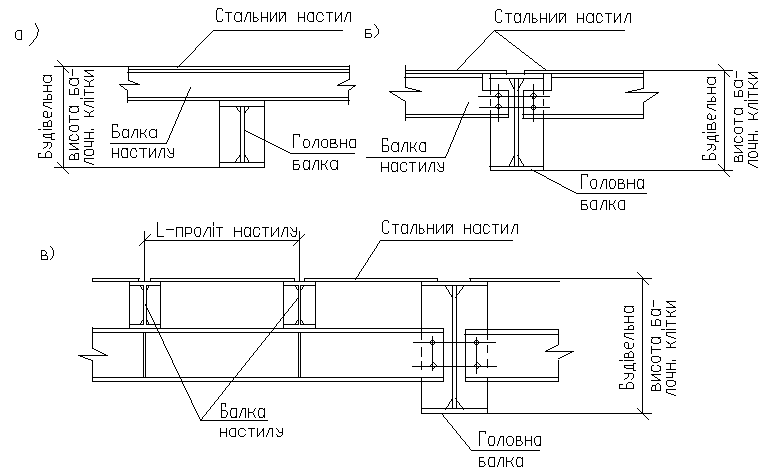 а )
Стальний настил
Будівельна
висота ба-
лочн. клітки
Балка
настилу
Головна
балка
б)
Стальний настил
Балка
настилу
Головна
балка
Будівельна
висота ба-
лочн. клітки
в)
L-проліт настилу
Стальний настил
Балка
настилу
Головна
балка
Будівельна
висота ба-
лочн. клітки